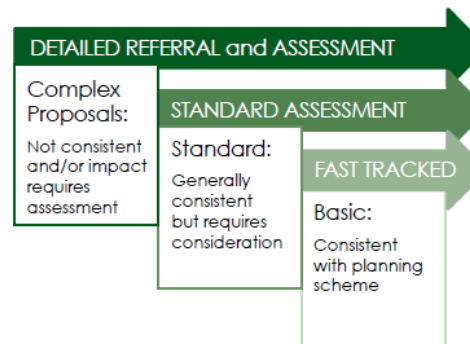 DETAILED REFERRAL and ASSESSMENT
Complex
Proposals:
Not consistent
and/or impact
requires
assessment
STANDARD ASSESSMENT
Standard:
Generally
consistent
but requires
consideration
FAST TRACKED
Basic:
Consistent
with planning
scheme